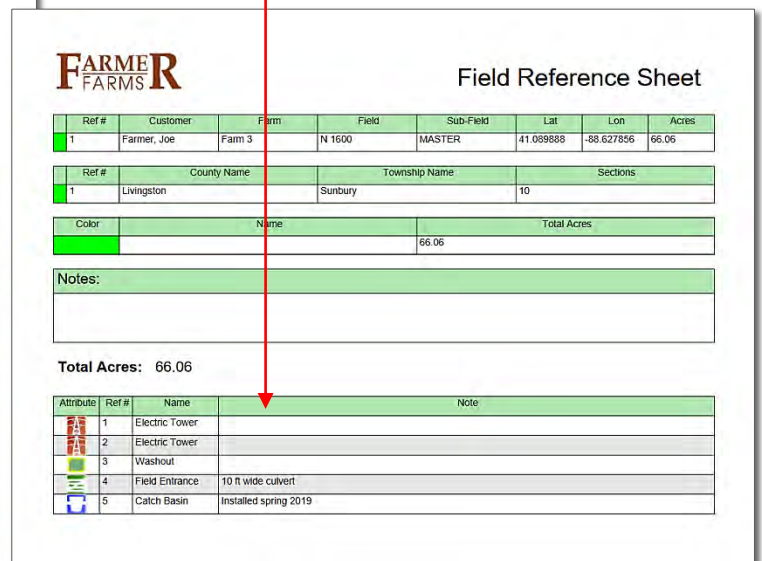 FARMER
FARMS
Field Reference Sheet
Ref # Customer Farm Field Sub-Field Lat Lon Acres
1 Farmer, Joe Farm 3 N 1600 MASTER 41.089888 -88.627856 66.06
Ref # County Name Township Name Sections
1 Livingston Sunbury 10
Color Name Total Acres
66.06
Notes:
Total Acres: 66.06
Attribute Ref # Name Note
1 Electric Tower
2 Electric Tower
3 Washout
4 Field Entrance 10 ft wide culvert
5 Catch Basin Installed spring 2019